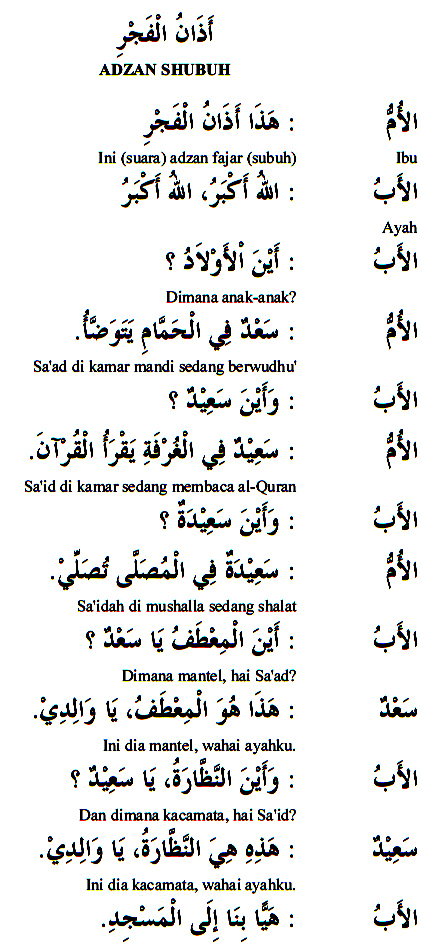 أَذَانُ الْفَجْرِ
ADZAN SHUBUH
الأُمُّ : هَذَا أَذَانُ الْفَجْرِ
Ibu Ini (suara) adzan fajar (subuh)
الأَبُ : اللهُ أَكْبَرُ، اللهُ أَكْبَرُ
Ayah
الأَبُ : أَيْنَ الْأَوْلَادُ ؟
Dimana anak-anak?
الأُمُّ : سَعْدٌ فِي الْحَمَّامِ يَتَوَضَّأُ.
Sa'ad di kamar mandi sedang berwudhu'
الأَبُ : وَأَيْنَ سَعِيْدٌ ؟
الأُمُّ : سَعِيْدٌ فِي الْغُرْفَةِ يَقْرَأُ الْقُرْآنَ.
Sa'id di kamar sedang membaca al-Quran
الأَبُ : وَأَيْنَ سَعِيْدَةٌ ؟
الأُمُّ : سَعِيْدَةٌ فِي الْمُصَلَّى تُصَلِّيْ.
Sa'idah di mushalla sedang shalat
الأَبُ : أَيْنَ الْمِعْطَفُ يَا سَعْدٌ ؟
Dimana mantel, hai Sa'ad?
سَعْدٌ : هَذَا هُوَ الْمِعْطَفُ، يَا وَالِدِيْ.
Ini dia mantel, wahai ayahku.
الأَبُ : وَأَيْنَ النَّظَّارَةُ، يَا سَعِيْدٌ ؟
Dan dimana kacamata, hai Sa'id?
سَعِيْدٌ : هَذِهِ هِيَ النَّظَّارَةُ، يَا وَالِدِيْ.
Ini dia kacamata, wahai ayahku.
الأَبُ : هَيَّا بِنَا إِلَى الْمَسْجِدِ.